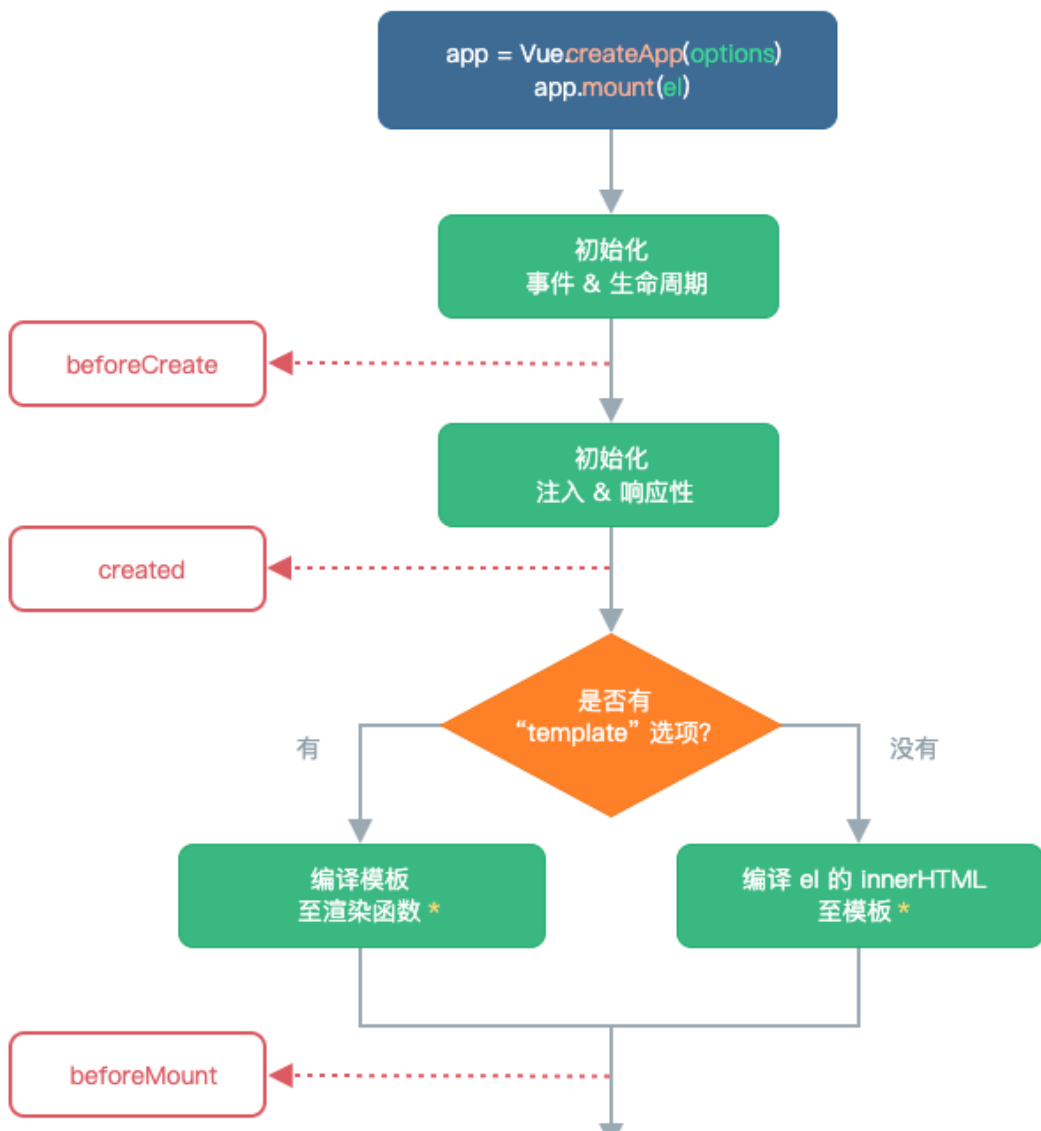 app = Vue.createApp(options)
app.mount(el)
初始化
事件 & 生命周期
beforeCreate
初始化
注入 & 响应性
created
是否有
“template” 选项?
有
没有
编译模板
至渲染函数 *
编译 el 的 innerHTML
至模板 *
beforeMount